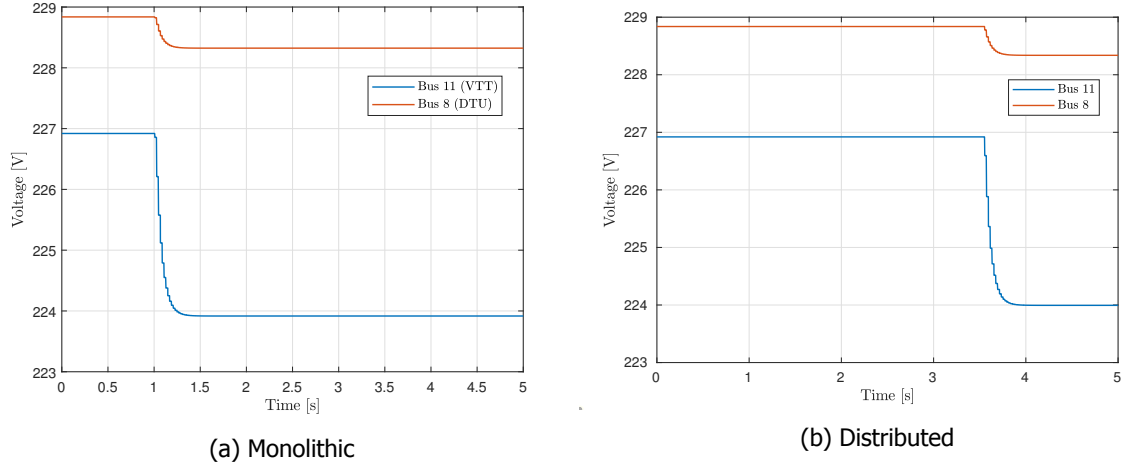 229
228
227
226
225
224
223
Voltage [V]
0 0.5 1 1.5 2 2.5 3 3.5 4 4.5 5
Time [s]
Bus 11 (VTT)
Bus 8 (DTU)
(a) Monolithic
229
228
227
226
225
224
223
Voltage [V]
0 1 2 3 4 5
Time [s]
Bus 11
Bus 8
(b) Distributed